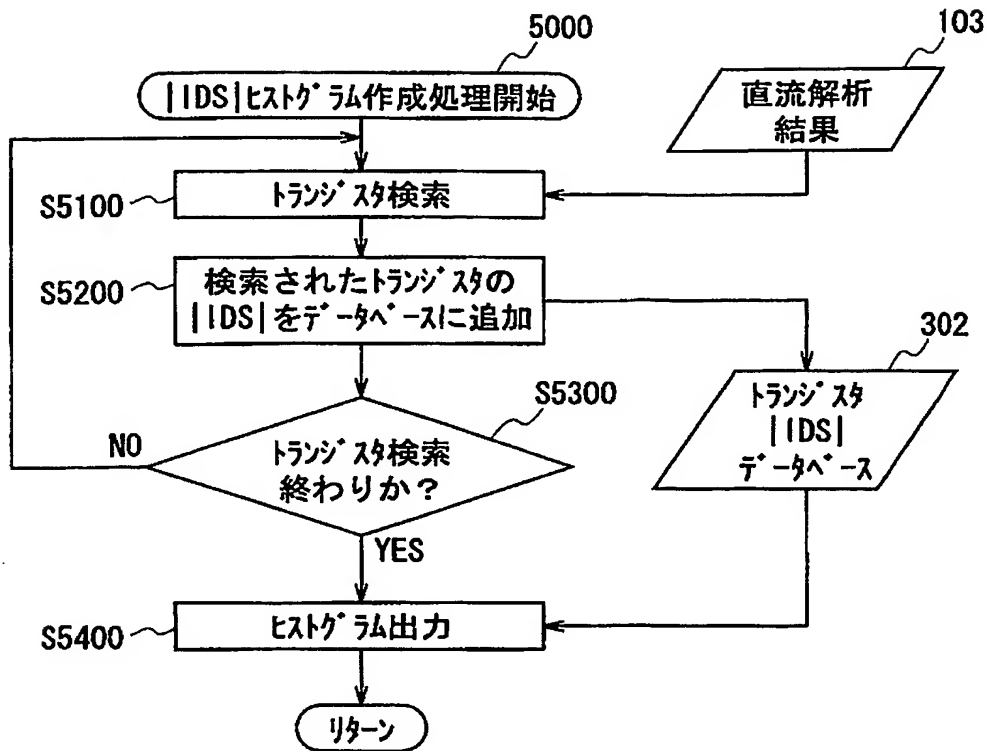 5000
|IDS|ヒストグラム作成処理開始
103
直流解析
結果
S5100
トランジスタ検索
S5200
検索されたトランジスタの
|IDS|をデータベースに追加
302
トランジスタ
|IDS|
データベース
S5300
トランジスタ検索
終わりか?
NO
YES
S5400
ヒストグラム出力
リターン